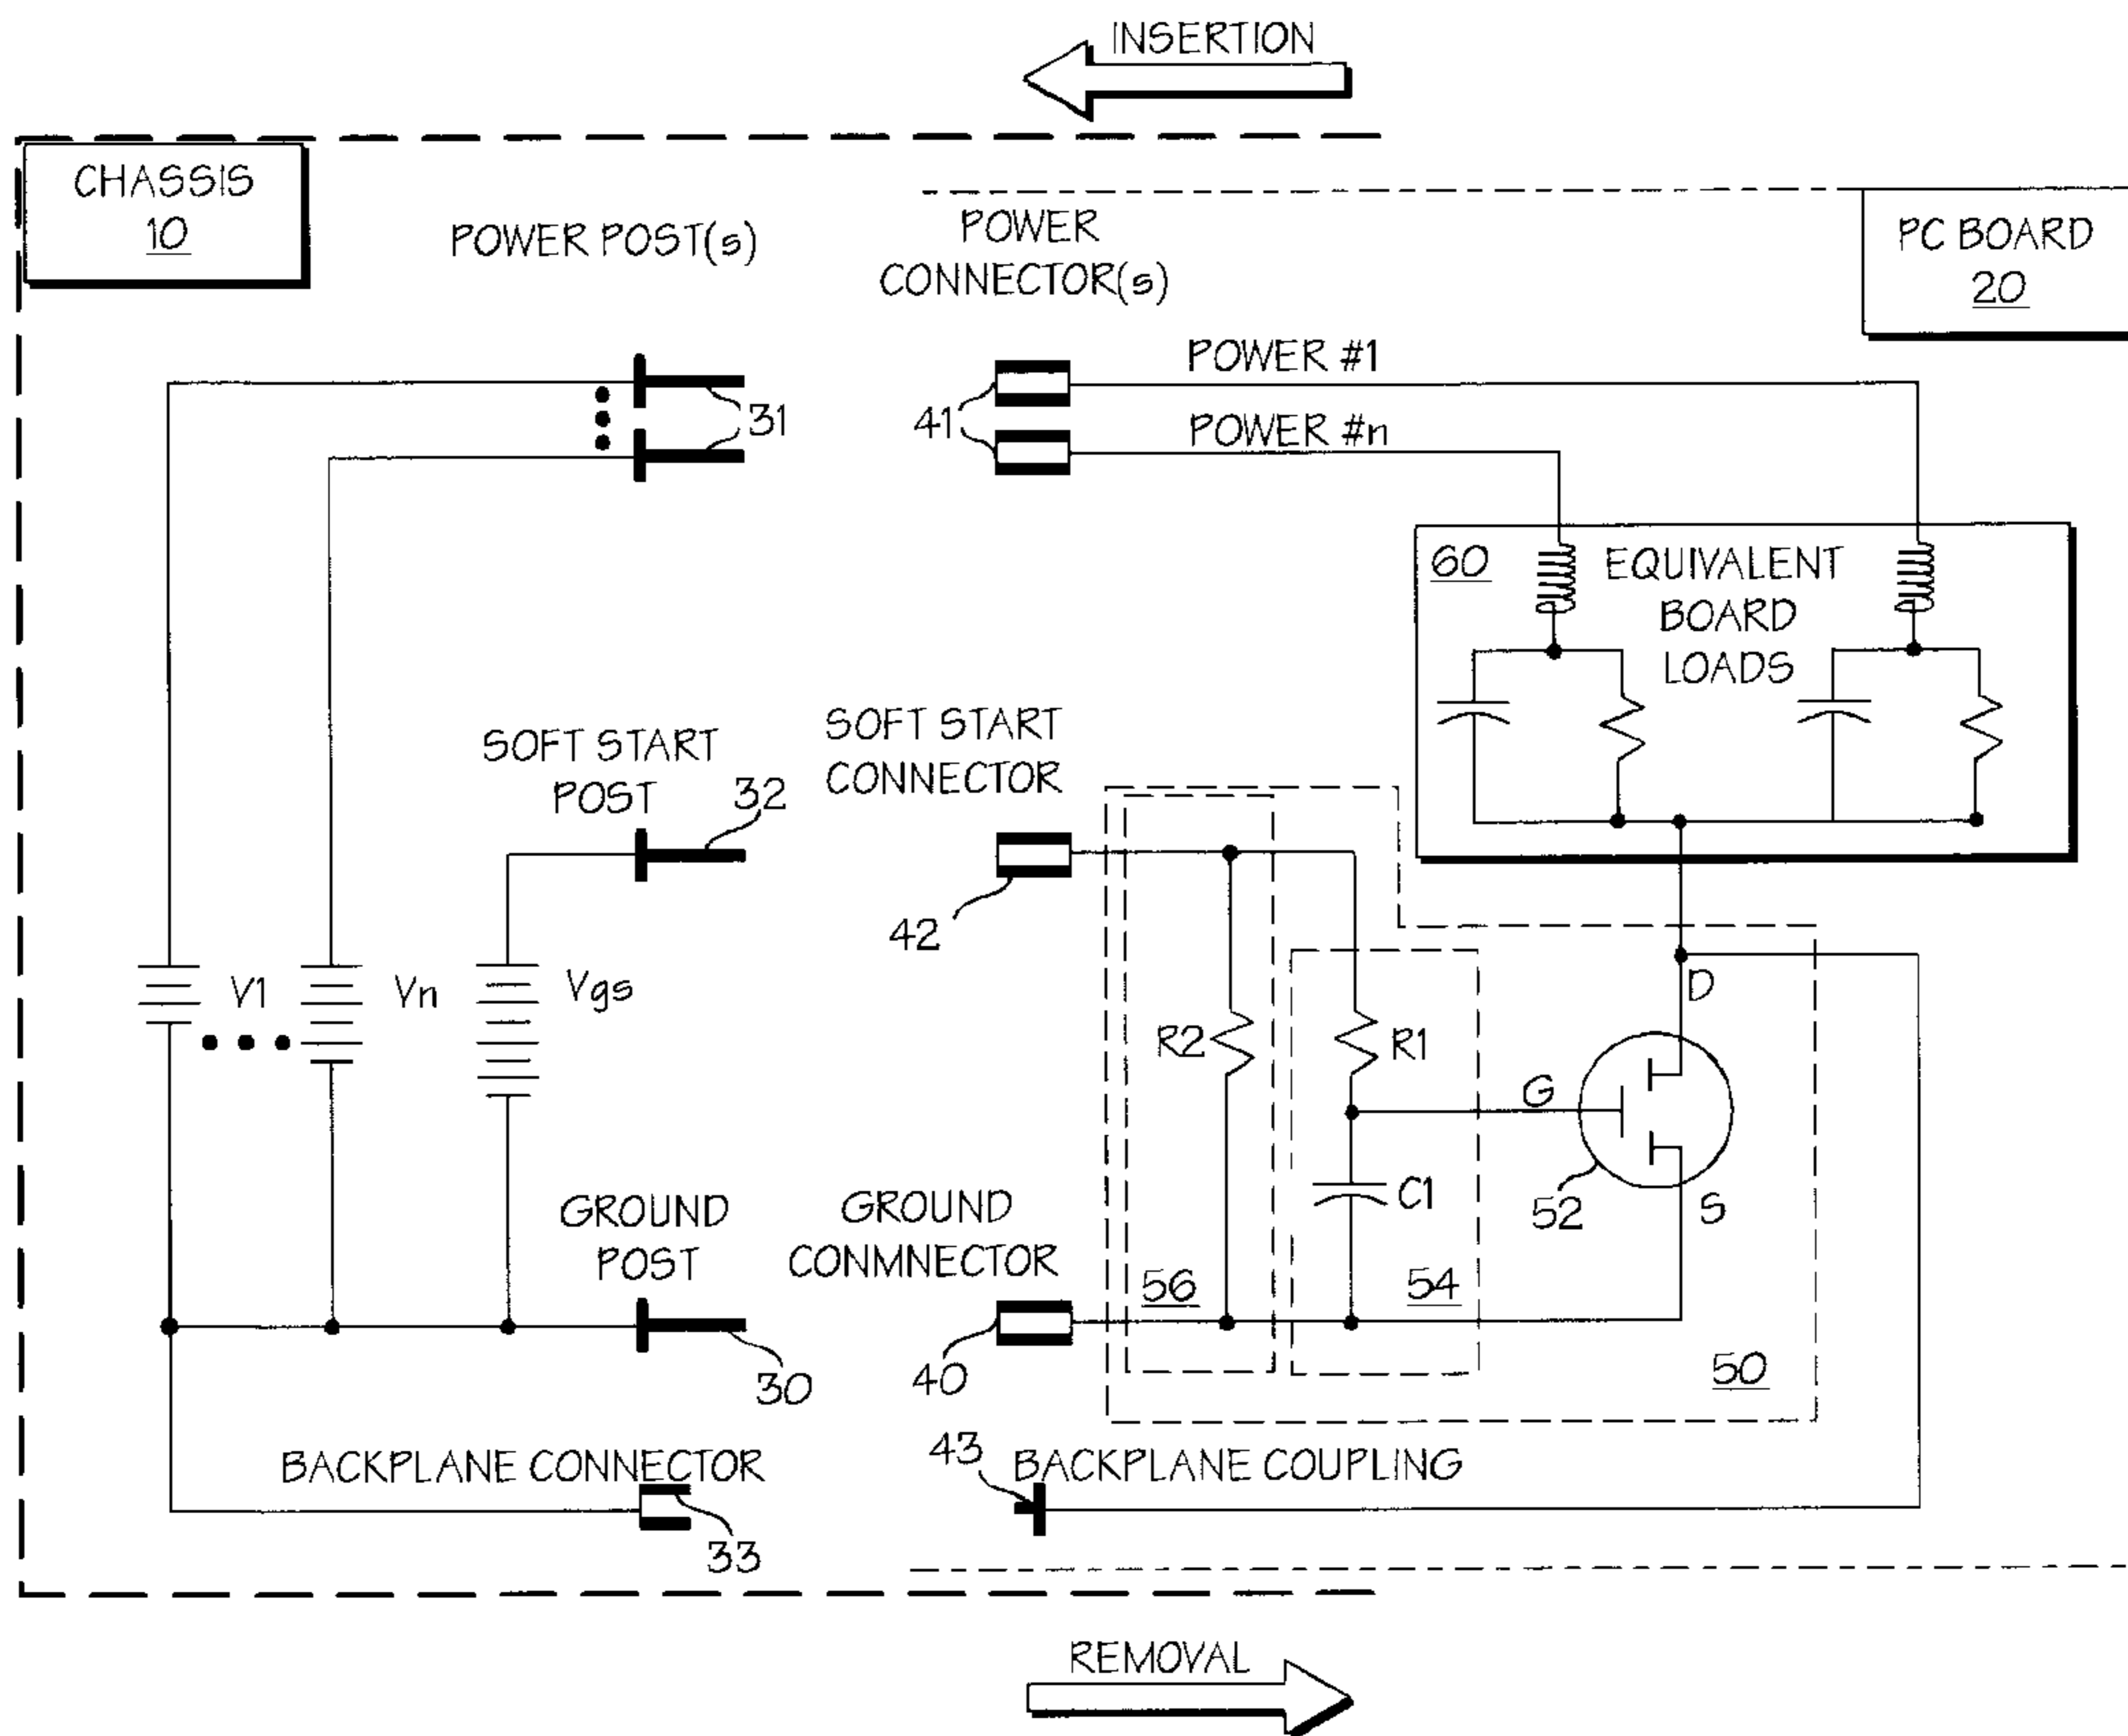 INSERTION
CHASSIS
10
POWER POST(s)
POWER
CONNECTOR(s)
PC BOARD
20
POWER #1
31
41
POWER #n
60
EQUIVALENT
BOARD
LOADS
SOFT START
POST
32
SOFT START
CONNECTOR
42
V1
Vn
Vgs
D
R2
R1
G
C1
52
S
GROUND
POST
GROUND
CONMNECTOR
56
54
30
40
50
BACKPLANE CONNECTOR
43
BACKPLANE COUPLING
33
REMOVAL